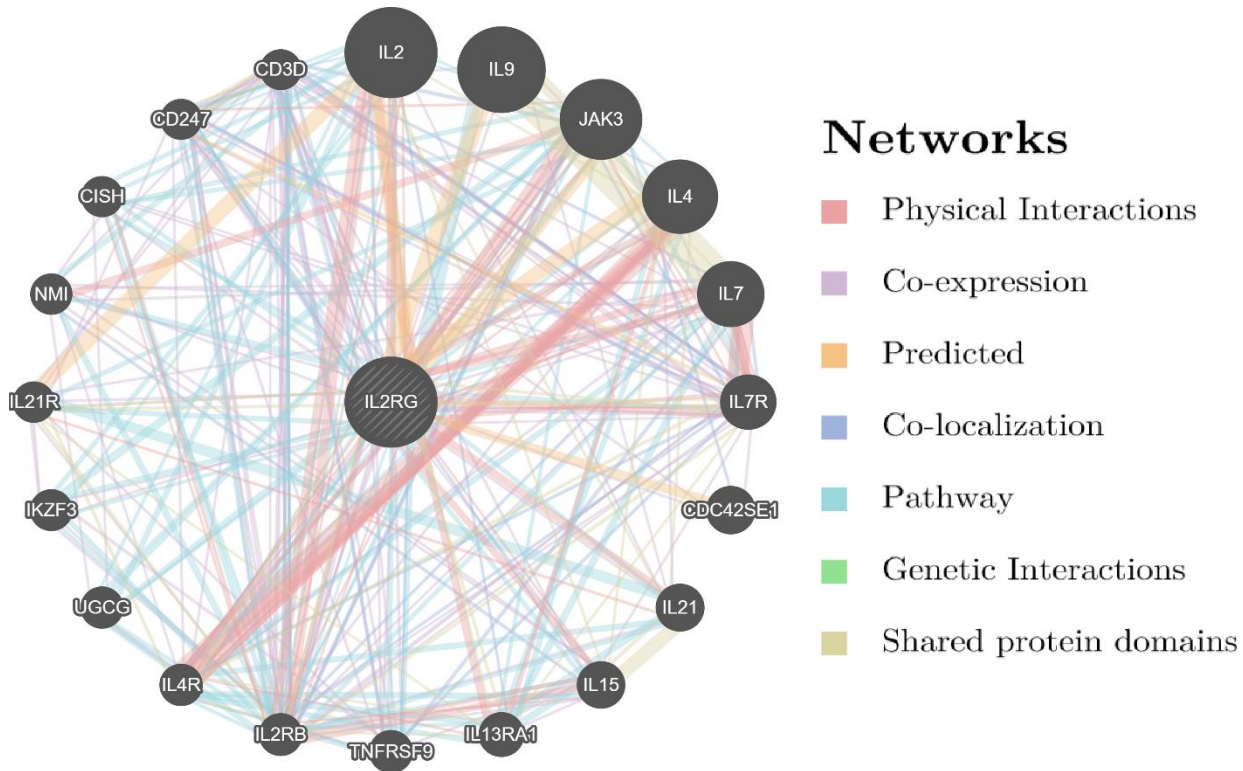 IL2
IL9
CD3D
JAK3
CD247
IL4
CISH
NMI
IL7
IL2RG
IL21R
IL7R
IKZF3
CDC42SE1
UGCG
IL21
IL4R
IL15
IL2RB
IL13RA1
TNFRSF9
Networks
Physical Interactions
Co-expression
Predicted
Co-localization
Pathway
Genetic Interactions
Shared protein domains